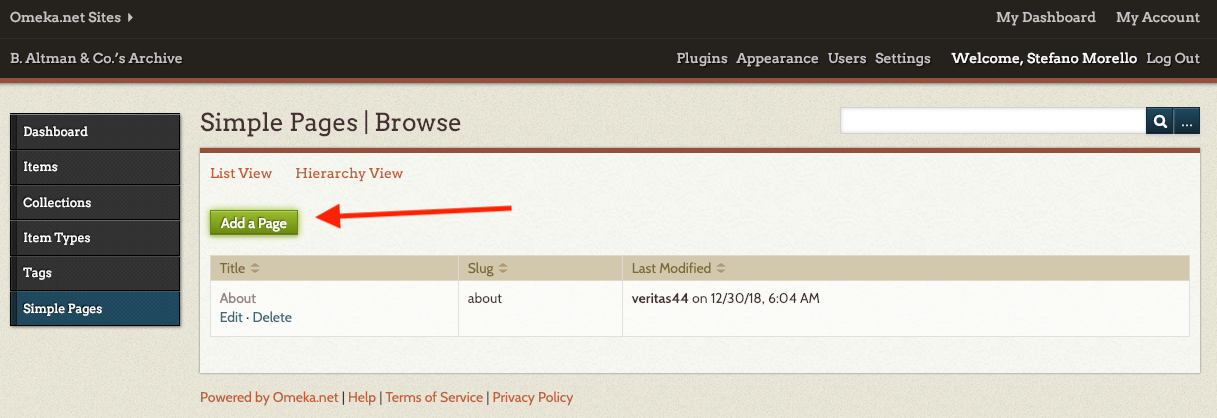 Omeka.net Sites
My Dashboard My Account
B. Altman & Co.'s Archive
Plugins Appearance Users Settings Welcome, Stefano Morello Log Out
Dashboard
Items
Collections
Item Types
Tags
Simple Pages
Simple Pages | Browse
...
List View Hierarchy View
Add a Page
Title Slug Last Modified
About about veritas44 on 12/30/18, 6:04 AM
Edit · Delete
Powered by Omeka.net | Help | Terms of Service | Privacy Policy